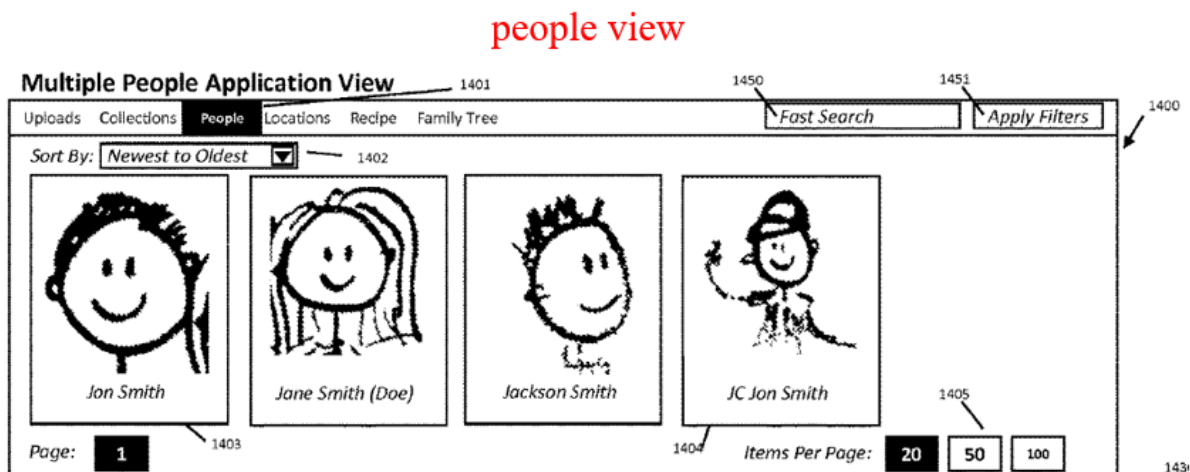 people view
Multiple People Application View
1401
1450
1451
1400
Uploads Collections People Locations Recipe Family Tree
Fast Search
Apply Filters
Sort By: Newest to Oldest
1402
Jon Smith
Jane Smith (Doe)
Jackson Smith
JC Jon Smith
1403
1404
1405
Page: 1
Items Per Page: 20 50 100